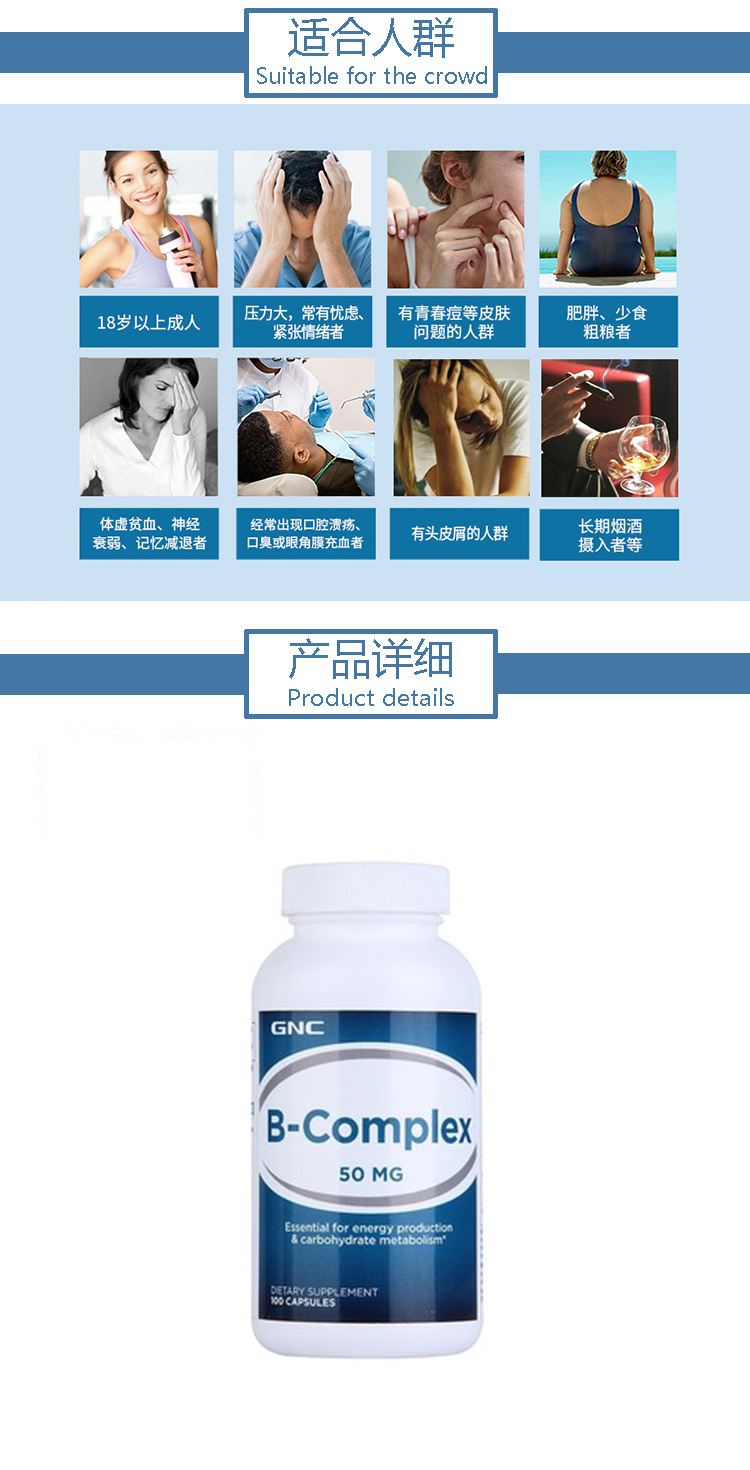 适合人群
Suitable for the crowd
18岁以上成人
压力大，常有忧虑、
紧张情绪者
有青春痘等皮肤
问题的人群
肥胖、少食
粗粮者
体虚贫血、神经
衰弱、记忆减退者
经常出现口腔溃疡、
口臭或眼角膜充血者
有头皮屑的人群
长期烟酒
摄入者等
产品详细
Product details
GNC
B-Complex
50 MG
Essential for energy production
& carbohydrate metabolism*
DIETARY SUPPLEMENT
100 CAPSULES